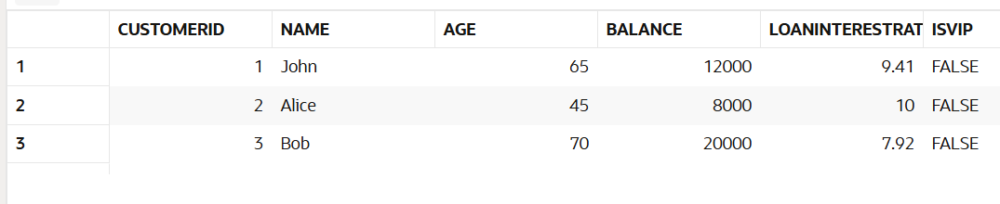 CUSTOMERID NAME AGE BALANCE LOANINTERESTRAT ISVIP
1 1 John 65 12000 9.41 FALSE
2 2 Alice 45 8000 10 FALSE
3 3 Bob 70 20000 7.92 FALSE